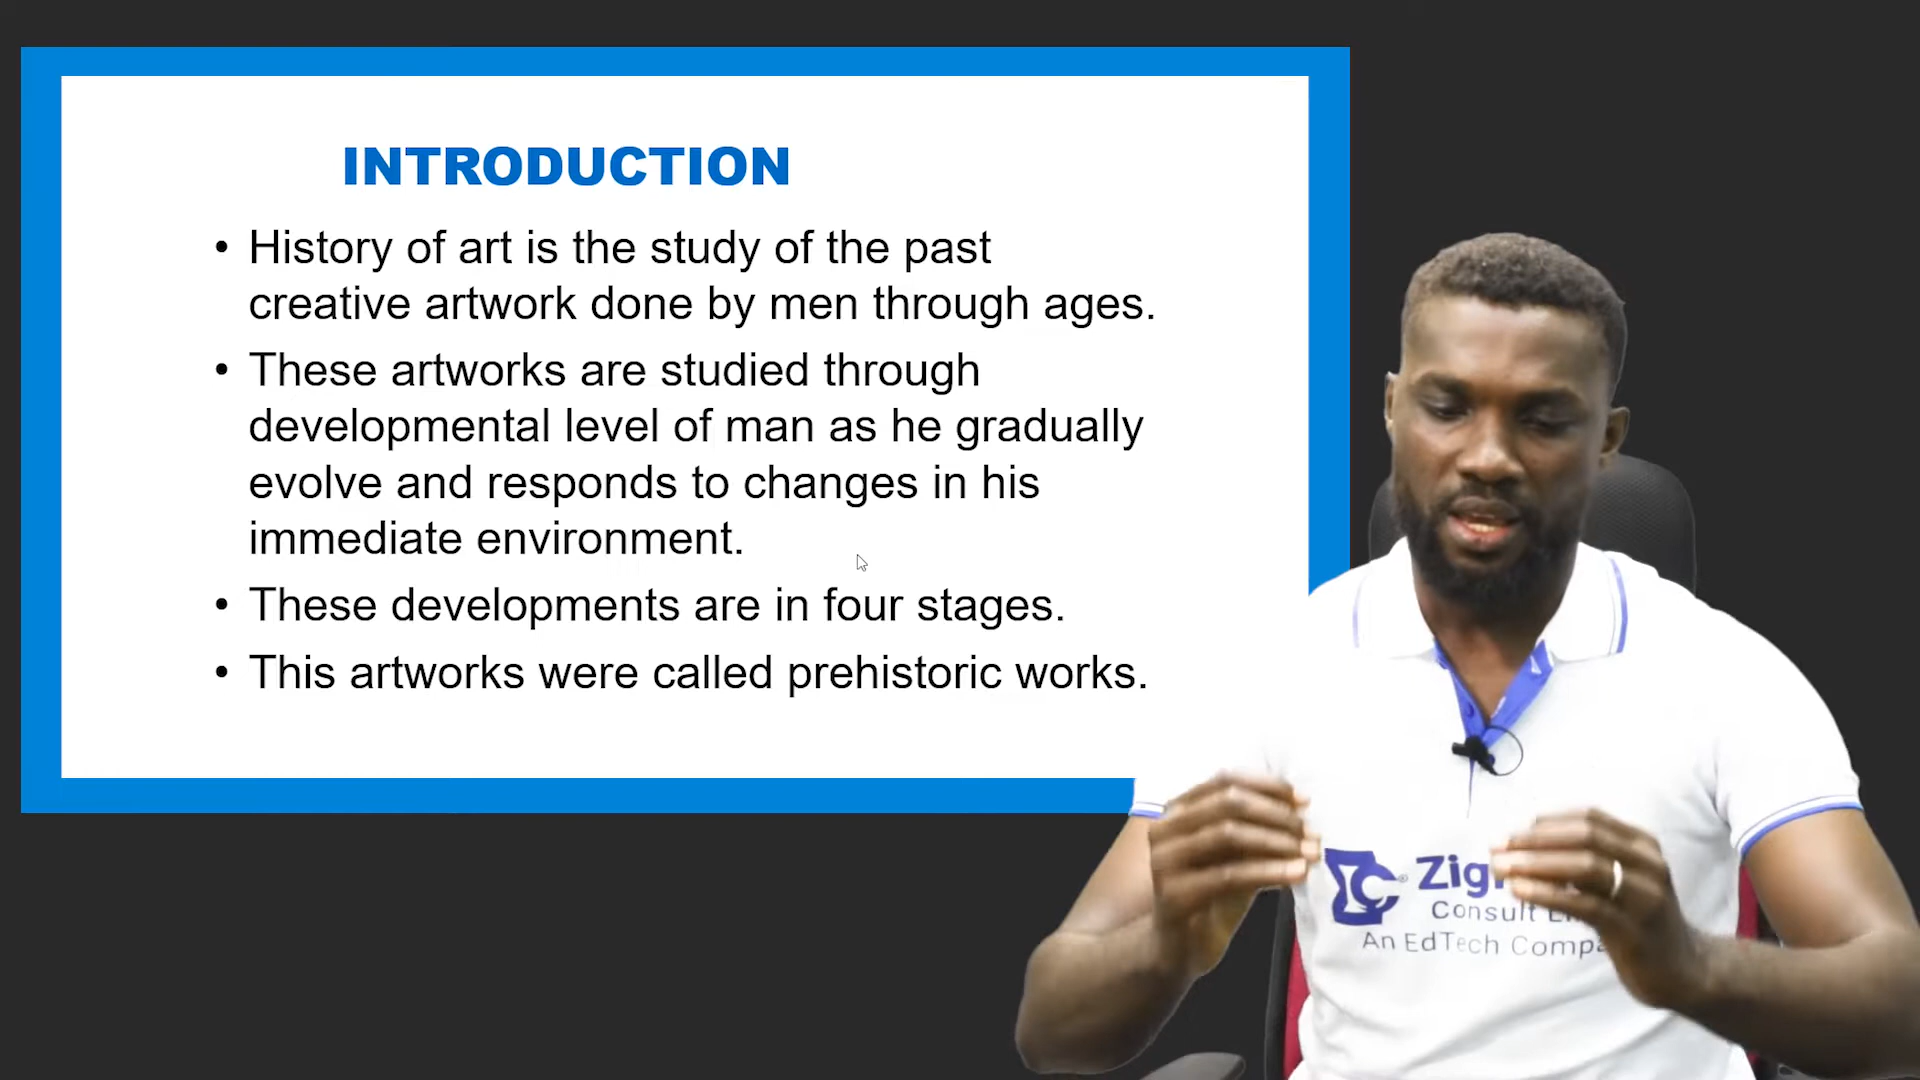 INTRODUCTION
• History of art is the study of the past
creative artwork done by men through ages.
• These artworks are studied through
developmental level of man as he gradually
evolve and responds to changes in his
immediate environment.
• These developments are in four stages.
• This artworks were called prehistoric works.
Consult
An EdTech